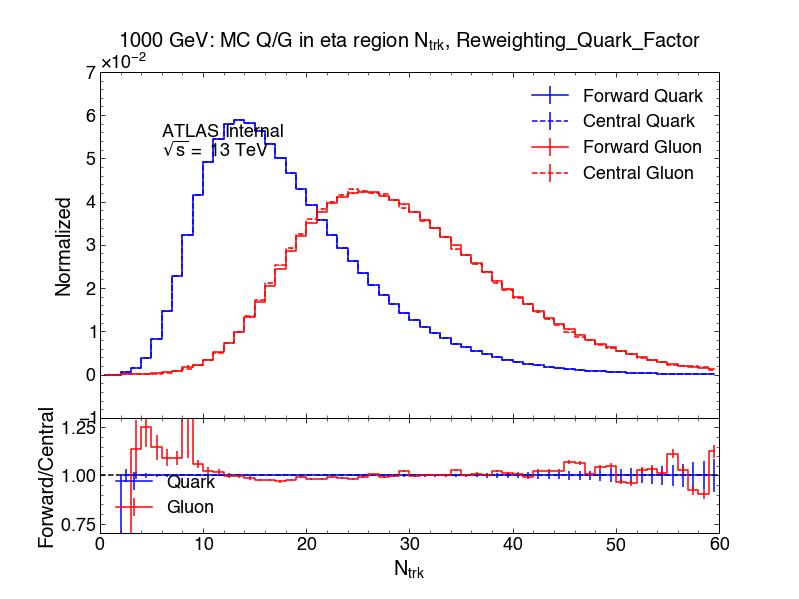 1000 GeV: MC Q/G in eta region N_trk, Reweighting_Quark_Factor
×10⁻²
7
6
5
4
3
2
1
0
−1
Normalized
ATLAS Internal
√s = 13 TeV
Forward Quark
Central Quark
Forward Gluon
Central Gluon
1.25
1.00
0.75
Forward/Central
Quark
Gluon
0 10 20 30 40 50 60
N_trk